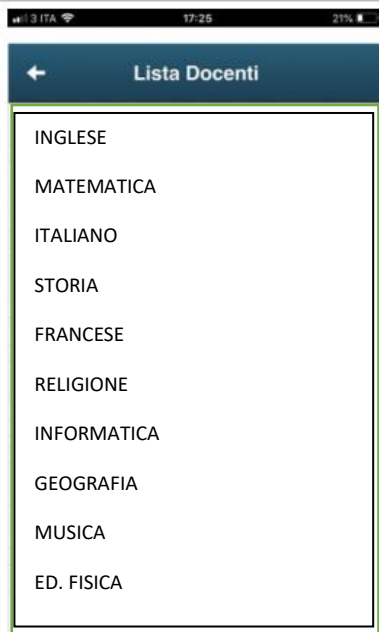 3 ITA 17:25 21%
Lista Docenti
INGLESE
MATEMATICA
ITALIANO
STORIA
FRANCESE
RELIGIONE
INFORMATICA
GEOGRAFIA
MUSICA
ED. FISICA